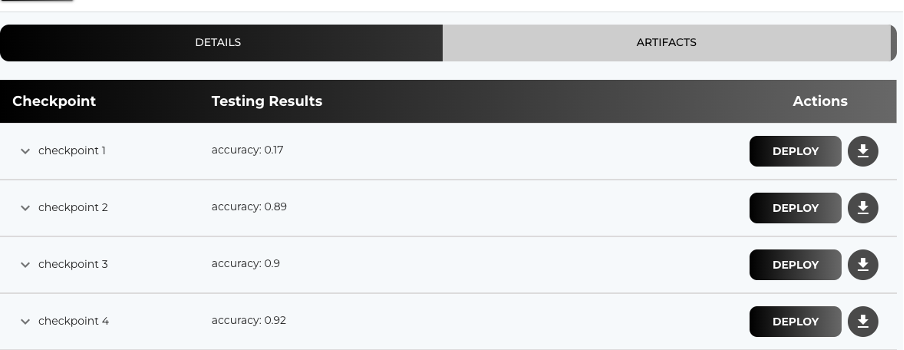 DETAILS ARTIFACTS
Checkpoint Testing Results Actions
checkpoint 1 accuracy: 0.17 DEPLOY
checkpoint 2 accuracy: 0.89 DEPLOY
checkpoint 3 accuracy: 0.9 DEPLOY
checkpoint 4 accuracy: 0.92 DEPLOY